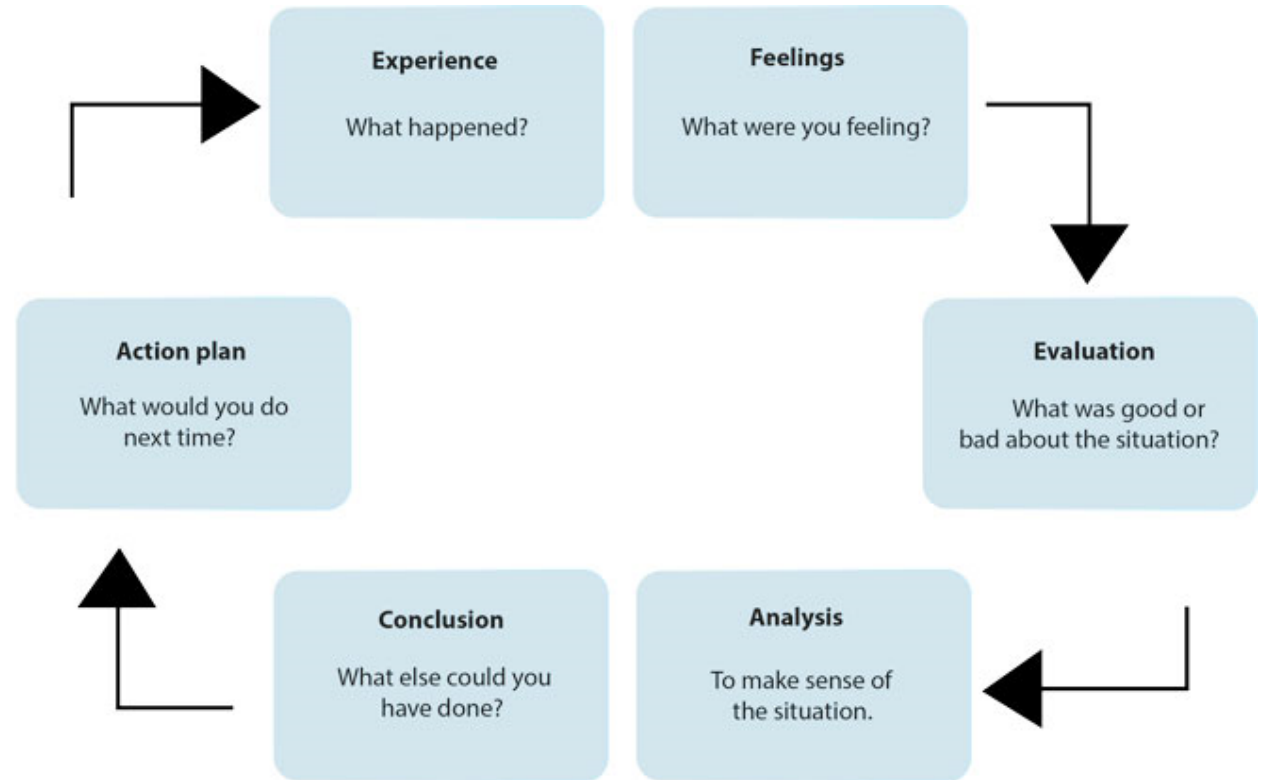 Experience
What happened?
Feelings
What were you feeling?
Evaluation
What was good or
bad about the situation?
Analysis
To make sense of
the situation.
Conclusion
What else could you
have done?
Action plan
What would you do
next time?